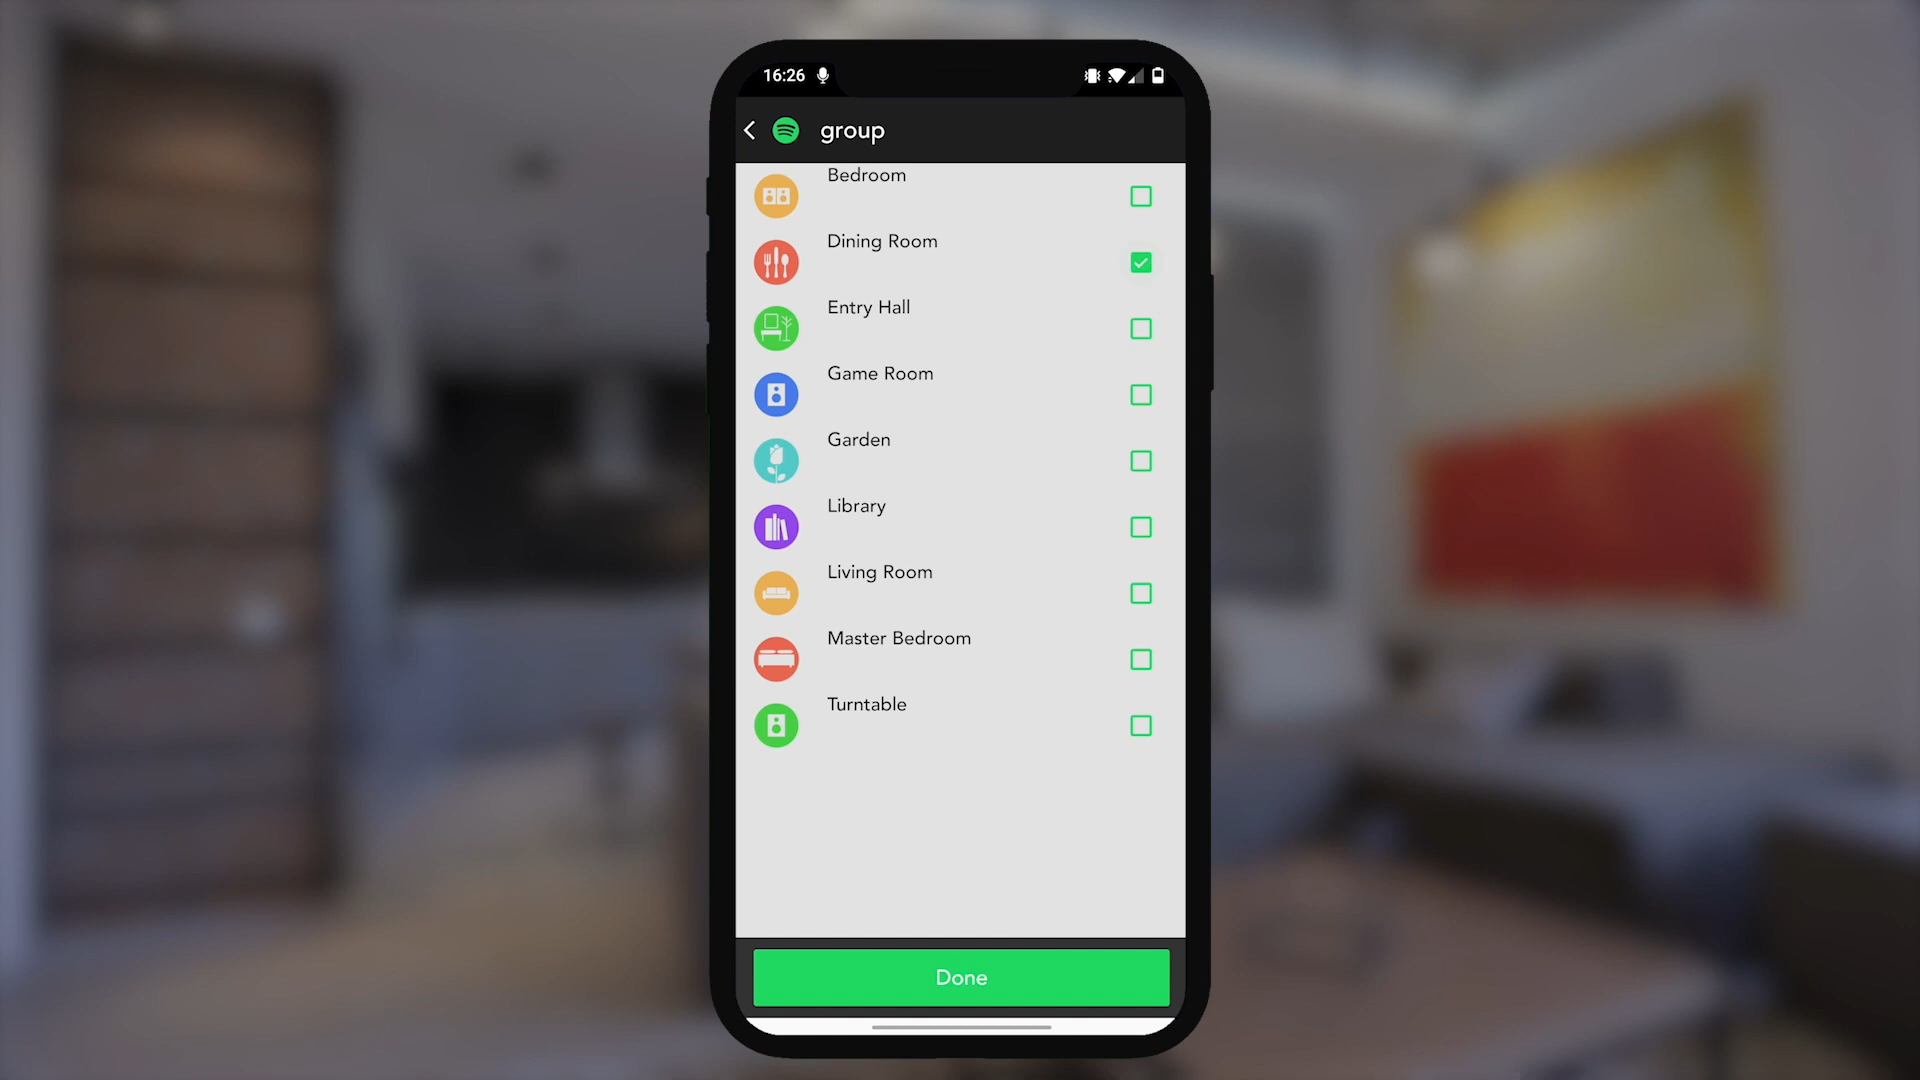 16:26
group
Bedroom
Dining Room
Entry Hall
Game Room
Garden
Library
Living Room
Master Bedroom
Turntable
Done